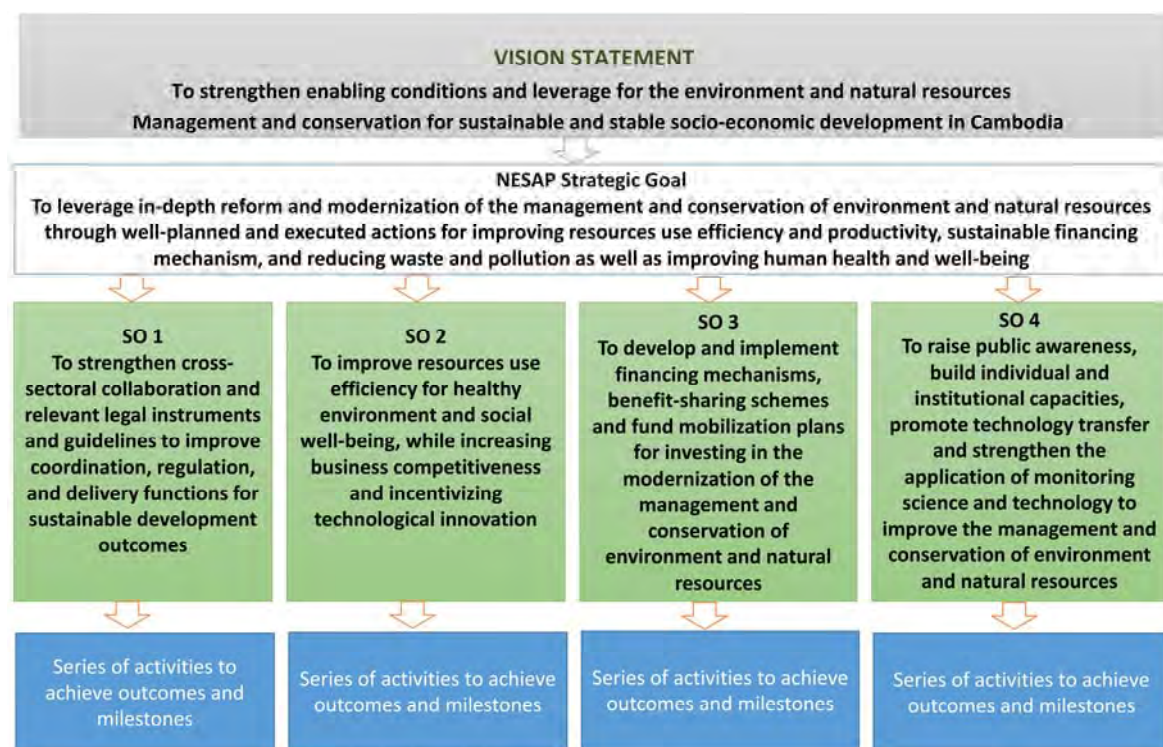 VISION STATEMENT
To strengthen enabling conditions and leverage for the environment and natural resources
Management and conservation for sustainable and stable socio-economic development in Cambodia
NESAP Strategic Goal
To leverage in-depth reform and modernization of the management and conservation of environment and natural resources
through well-planned and executed actions for improving resources use efficiency and productivity, sustainable financing
mechanism, and reducing waste and pollution as well as improving human health and well-being
SO 1
To strengthen cross-
sectoral collaboration and
relevant legal instruments
and guidelines to improve
coordination, regulation,
and delivery functions for
sustainable development
outcomes
SO 2
To improve resources use
efficiency for healthy
environment and social
well-being, while increasing
business competitiveness
and incentivizing
technological innovation
SO 3
To develop and implement
financing mechanisms,
benefit-sharing schemes
and fund mobilization plans
for investing in the
modernization of the
management and
conservation of
environment and natural
resources
SO 4
To raise public awareness,
build individual and
institutional capacities,
promote technology transfer
and strengthen the
application of monitoring
science and technology to
improve the management and
conservation of environment
and natural resources
Series of activities to
achieve outcomes and
milestones
Series of activities to achieve
outcomes and milestones
Series of activities to achieve
outcomes and milestones
Series of activities to achieve
outcomes and milestones